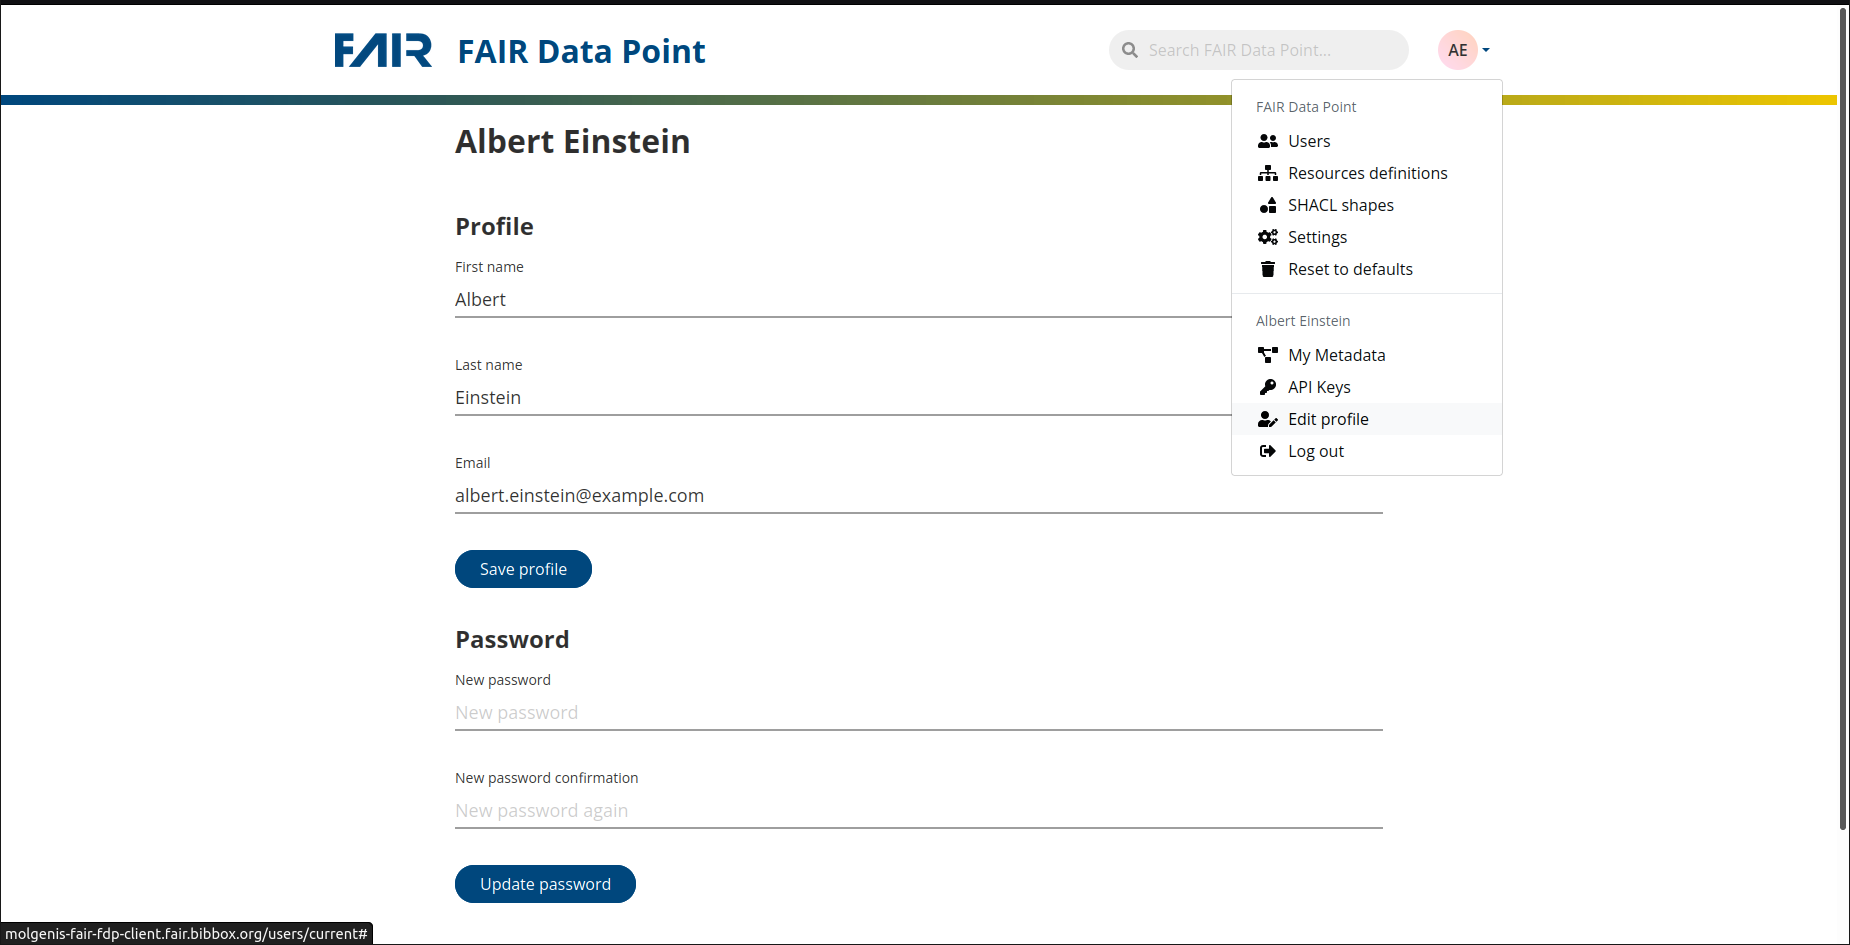 FAIR FAIR Data Point
Search FAIR Data Point...
AE
FAIR Data Point
Users
Resources definitions
SHACL shapes
Settings
Reset to defaults
Albert Einstein
My Metadata
API Keys
Edit profile
Log out
Albert Einstein
Profile
First name
Albert
Last name
Einstein
Email
albert.einstein@example.com
Save profile
Password
New password
New password
New password confirmation
New password again
Update password
molgenis-fair-fdp-client.fair.bibbox.org/users/current#